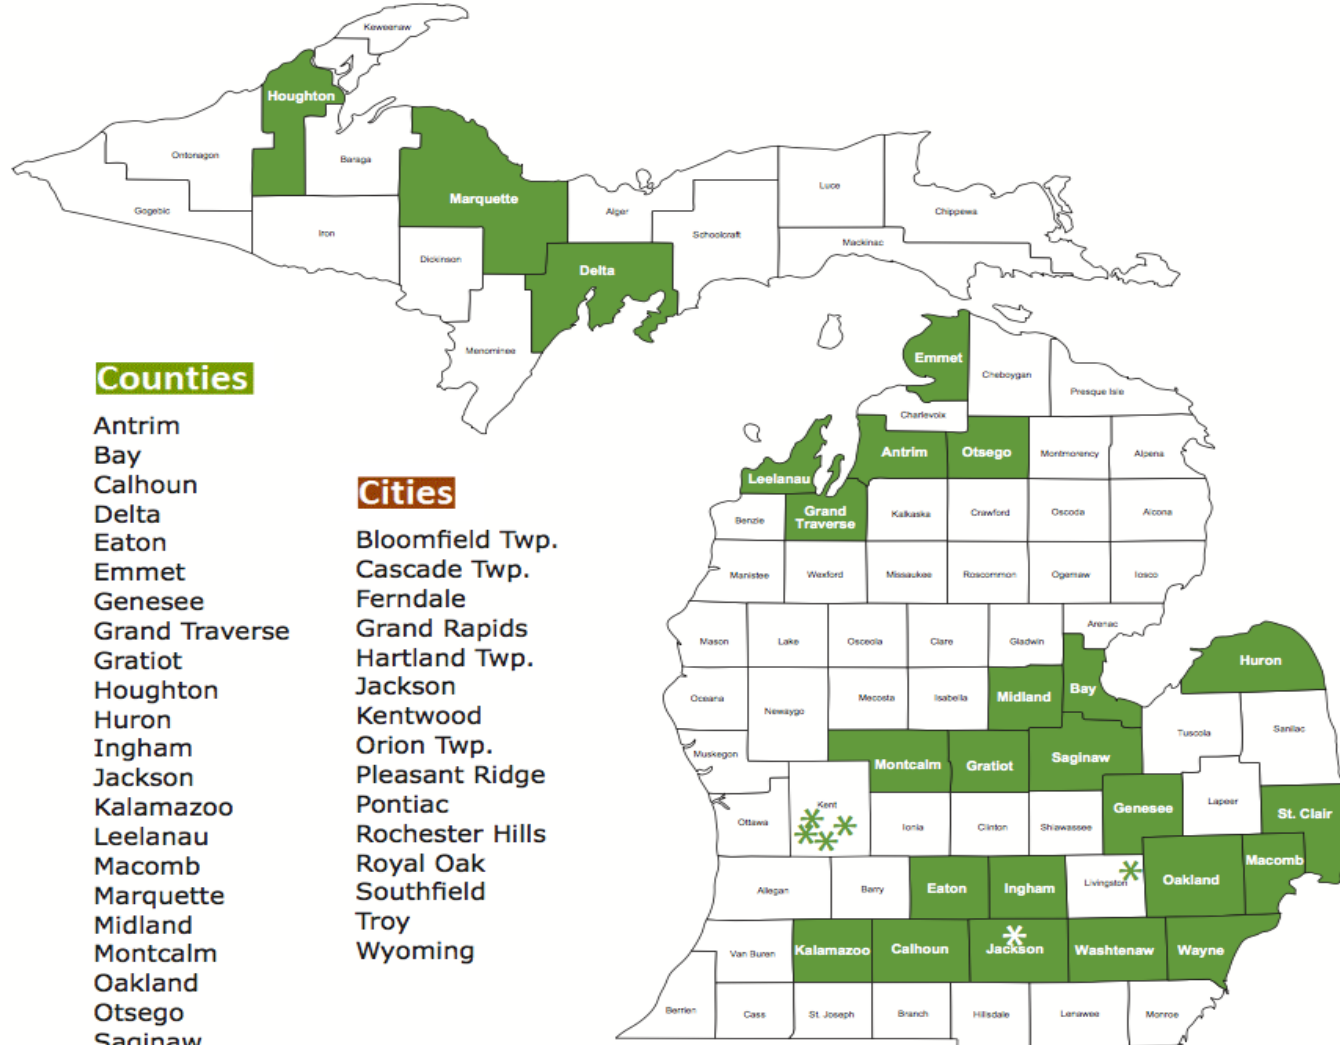 Keweenaw
Houghton
Ontonagon
Baraga
Marquette
Gogebic
Iron
Dickinson
Alger
Schoolcraft
Luce
Chippewa
Mackinac
Delta
Menominee
Emmet
Cheboygan
Presque Isle
Charlevoix
Antrim
Otsego
Montmorency
Alpena
Leelanau
Grand
Traverse
Benzie
Kalkaska
Crawford
Oscoda
Alcona
Manistee
Wexford
Missaukee
Roscommon
Ogemaw
Iosco
Mason
Lake
Osceola
Clare
Gladwin
Arenac
Huron
Oceana
Newaygo
Mecosta
Isabella
Midland
Bay
Tuscola
Sanilac
Muskegon
Montcalm
Gratiot
Saginaw
Kent
Ottawa
Ionia
Clinton
Shiawassee
Genesee
Lapeer
St. Clair
Allegan
Barry
Eaton
Ingham
Livingston
Oakland
Macomb
Van Buren
Kalamazoo
Calhoun
Jackson
Washtenaw
Wayne
Berrien
Cass
St. Joseph
Branch
Hillsdale
Lenawee
Monroe
Counties
Antrim
Bay
Calhoun
Delta
Eaton
Emmet
Genesee
Grand Traverse
Gratiot
Houghton
Huron
Ingham
Jackson
Kalamazoo
Leelanau
Macomb
Marquette
Midland
Montcalm
Oakland
Otsego
Saginaw
Cities
Bloomfield Twp.
Cascade Twp.
Ferndale
Grand Rapids
Hartland Twp.
Jackson
Kentwood
Orion Twp.
Pleasant Ridge
Pontiac
Rochester Hills
Royal Oak
Southfield
Troy
Wyoming